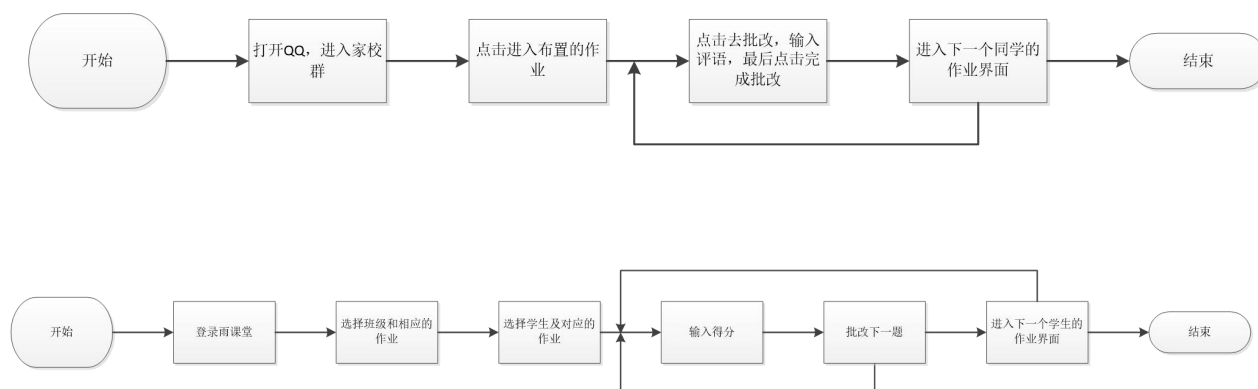 开始
打开QQ，进入家校
群
点击进入布置的作
业
点击去批改，输入
评语，最后点击完
成批改
进入下一个同学的
作业界面
结束
开始
登录雨课堂
选择班级和相应的
作业
选择学生及对应的
作业
输入得分
批改下一题
进入下一个学生的
作业界面
结束